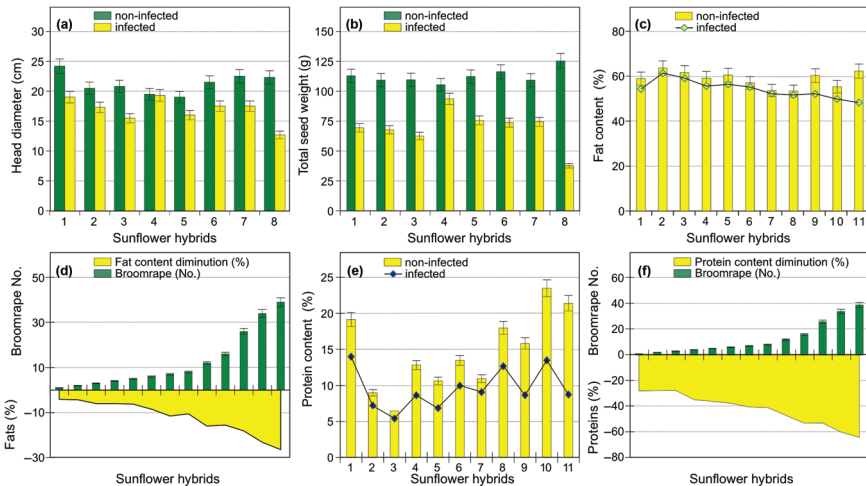 (a)
non-infected
infected
Head diameter (cm)
30
25
20
15
10
5
0
1 2 3 4 5 6 7 8
Sunflower hybrids
(b)
non-infected
infected
Total seed weight (g)
150
125
100
75
50
25
0
1 2 3 4 5 6 7 8
Sunflower hybrids
(c)
non-infected
infected
Fat content (%)
80
60
40
20
0
1 2 3 4 5 6 7 8 9 10 11
Sunflower hybrids
(d)
Fat content diminution (%)
Broomrape (No.)
Broomrape No.
Fats (%)
50
30
10
–10
–30
Sunflower hybrids
(e)
non-infected
infected
Protein content (%)
25
20
15
10
5
0
1 2 3 4 5 6 7 8 9 10 11
Sunflower hybrids
(f)
Protein content diminution (%)
Broomrape (No.)
Broomrape No.
Proteins (%)
60
40
20
0
–20
–40
–60
–80
Sunflower hybrids